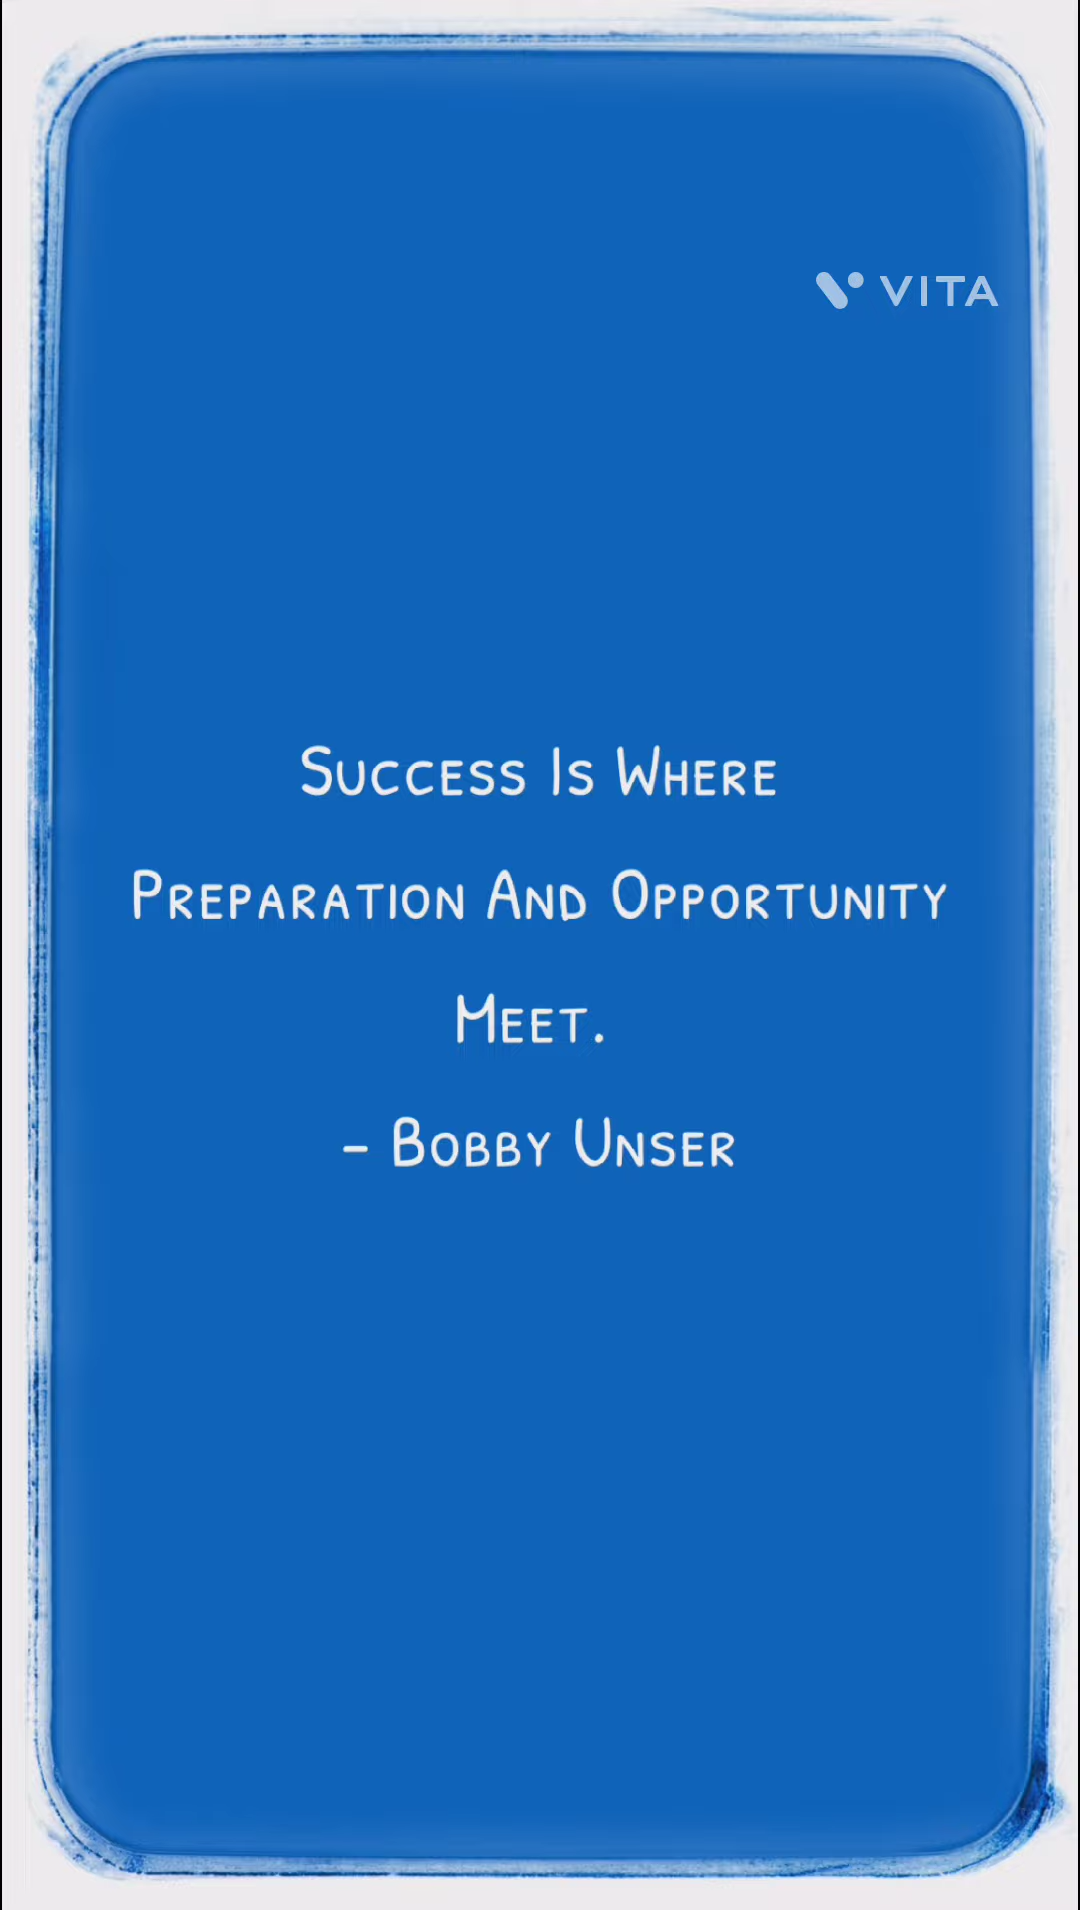 VITA
Success Is Where
Preparation And Opportunity
Meet.
- Bobby Unser